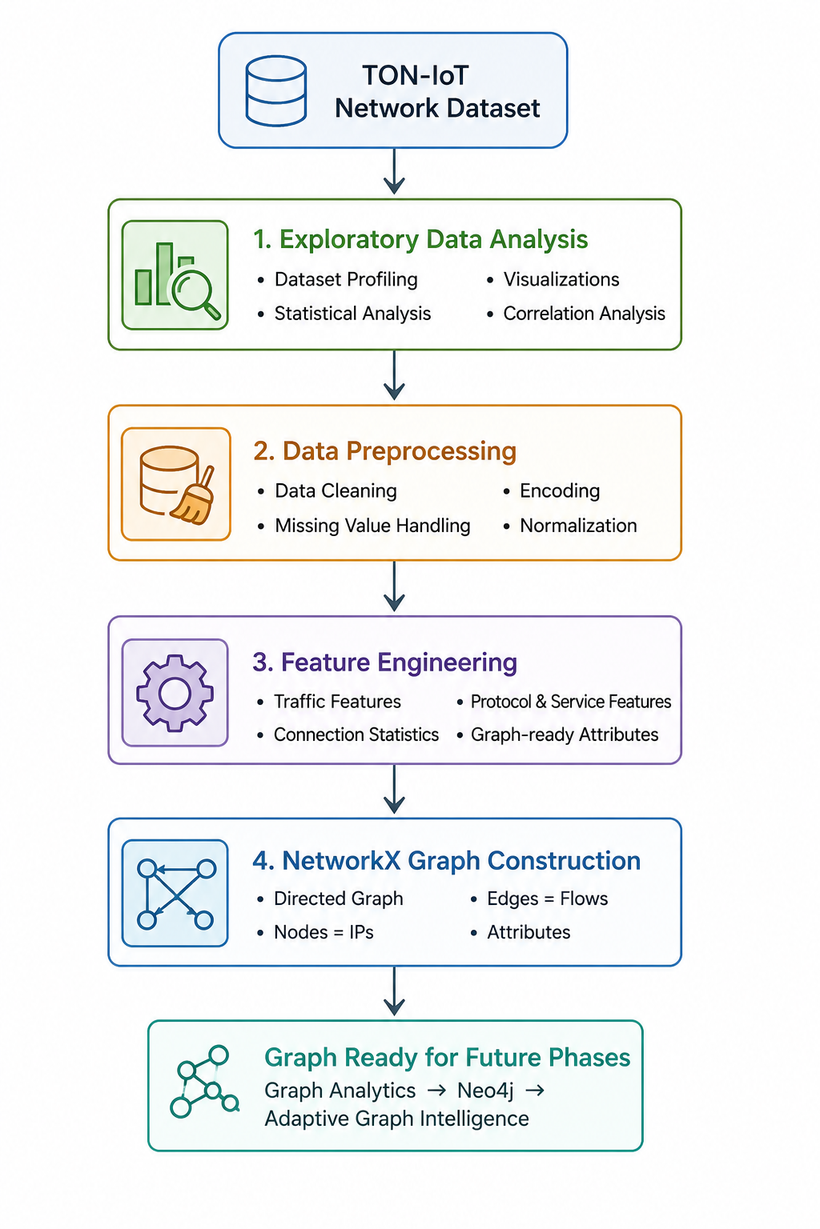 TON-IoT
Network Dataset
1. Exploratory Data Analysis
• Dataset Profiling
• Visualizations
• Statistical Analysis
• Correlation Analysis
2. Data Preprocessing
• Data Cleaning
• Encoding
• Missing Value Handling
• Normalization
3. Feature Engineering
• Traffic Features
• Protocol & Service Features
• Connection Statistics
• Graph-ready Attributes
4. NetworkX Graph Construction
• Directed Graph
• Edges = Flows
• Nodes = IPs
• Attributes
Graph Ready for Future Phases
Graph Analytics → Neo4j →
Adaptive Graph Intelligence